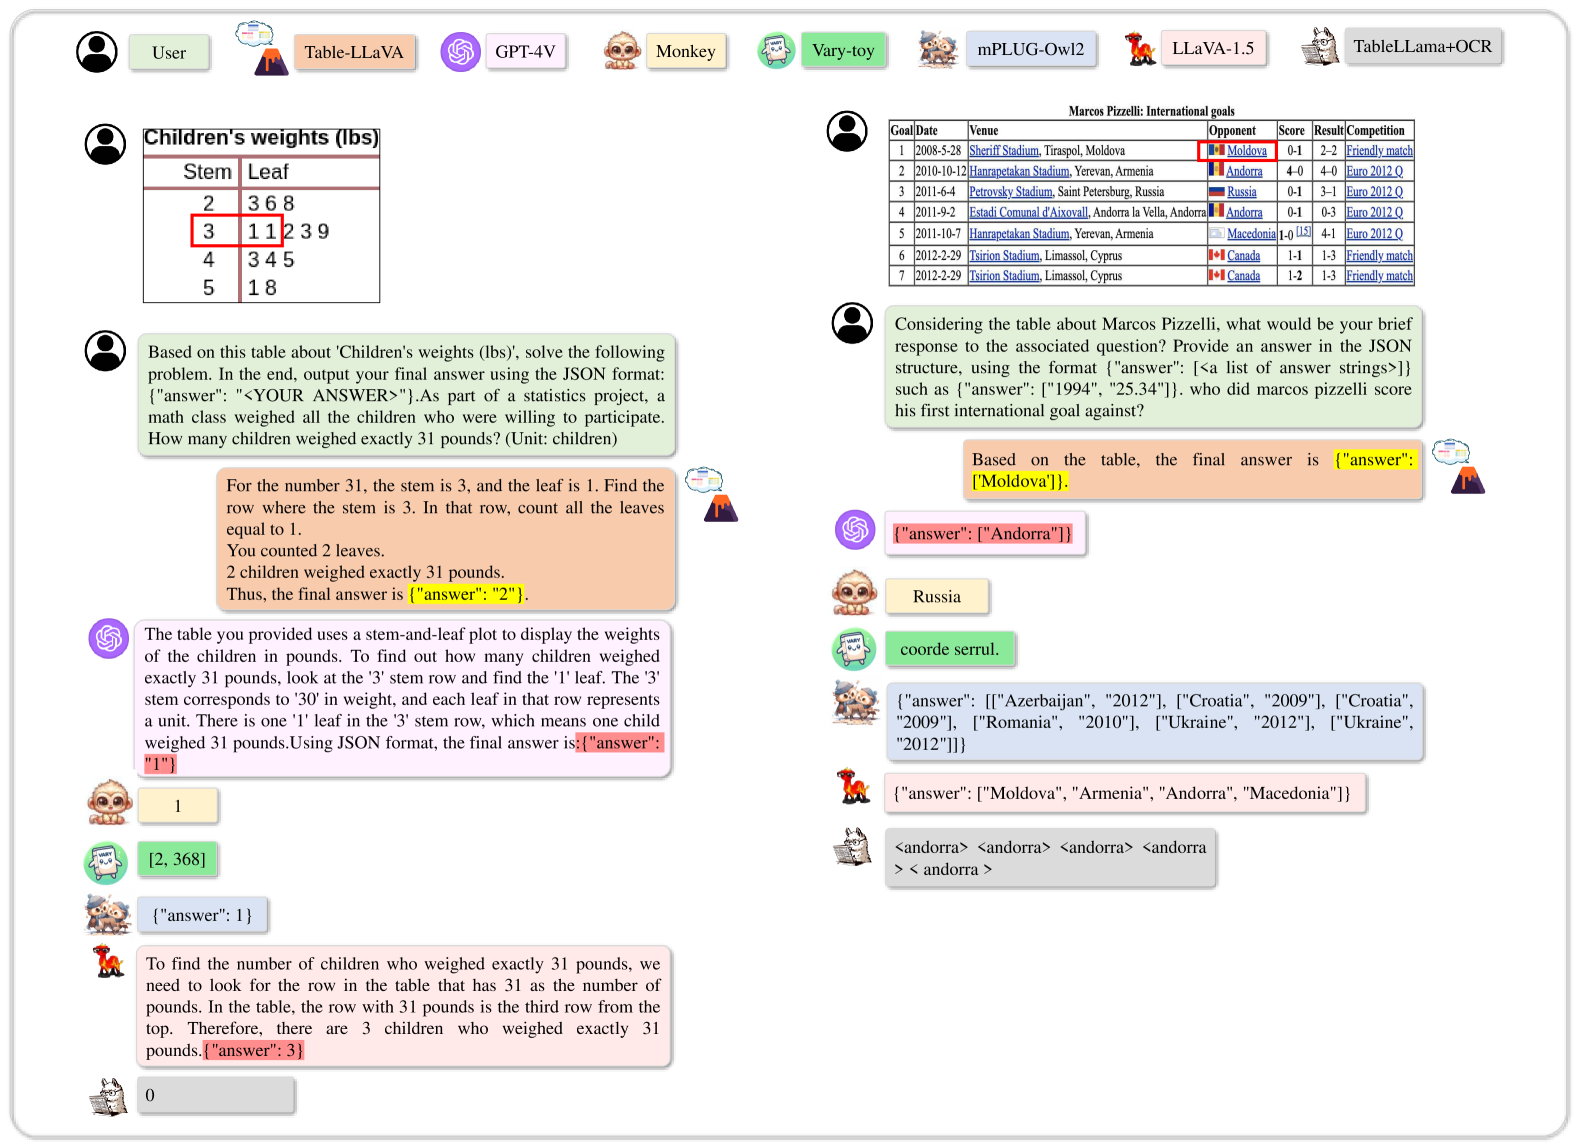 User
Table-LLaVA
GPT-4V
Monkey
Vary-toy
mPLUG-Owl2
LLaVA-1.5
TableLLama+OCR
Children's weights (lbs)
Stem Leaf
2 3 6 8
3 1 1 2 3 9
4 3 4 5
5 1 8
Based on this table about 'Children's weights (lbs)', solve the following
problem. In the end, output your final answer using the JSON format:
{"answer": "<YOUR ANSWER>"}.As part of a statistics project, a
math class weighed all the children who were willing to participate.
How many children weighed exactly 31 pounds? (Unit: children)
For the number 31, the stem is 3, and the leaf is 1. Find the
row where the stem is 3. In that row, count all the leaves
equal to 1.
You counted 2 leaves.
2 children weighed exactly 31 pounds.
Thus, the final answer is {"answer": "2"}.
The table you provided uses a stem-and-leaf plot to display the weights
of the children in pounds. To find out how many children weighed
exactly 31 pounds, look at the '3' stem row and find the '1' leaf. The '3'
stem corresponds to '30' in weight, and each leaf in that row represents
a unit. There is one '1' leaf in the '3' stem row, which means one child
weighed 31 pounds.Using JSON format, the final answer is:{"answer":
"1"}
1
VARY
[2, 368]
{"answer": 1}
To find the number of children who weighed exactly 31 pounds, we
need to look for the row in the table that has 31 as the number of
pounds. In the table, the row with 31 pounds is the third row from the
top. Therefore, there are 3 children who weighed exactly 31
pounds.{"answer": 3}
0
Marcos Pizzelli: International goals
Goal Date Venue Opponent Score Result Competition
1 2008-5-28 Sheriff Stadium, Tiraspol, Moldova Moldova 0-1 2–2 Friendly match
2 2010-10-12 Hanrapetakan Stadium, Yerevan, Armenia Andorra 4–0 4–0 Euro 2012 Q
3 2011-6-4 Petrovsky Stadium, Saint Petersburg, Russia Russia 0-1 3–1 Euro 2012 Q
4 2011-9-2 Estadi Comunal d'Aixovall, Andorra la Vella, Andorra Andorra 0-1 0-3 Euro 2012 Q
5 2011-10-7 Hanrapetakan Stadium, Yerevan, Armenia Macedonia 1-0 [15] 4-1 Euro 2012 Q
6 2012-2-29 Tsirion Stadium, Limassol, Cyprus Canada 1-1 1-3 Friendly match
7 2012-2-29 Tsirion Stadium, Limassol, Cyprus Canada 1-2 1-3 Friendly match
Considering the table about Marcos Pizzelli, what would be your brief
response to the associated question? Provide an answer in the JSON
structure, using the format {"answer": [<a list of answer strings>]}
such as {"answer": ["1994", "25.34"]}. who did marcos pizzelli score
his first international goal against?
Based on the table, the final answer is {"answer":
['Moldova']}.
{"answer": ["Andorra"]}
Russia
VARY
coorde serrul.
{"answer": [["Azerbaijan", "2012"], ["Croatia", "2009"], ["Croatia",
"2009"], ["Romania", "2010"], ["Ukraine", "2012"], ["Ukraine",
"2012"]]}
{"answer": ["Moldova", "Armenia", "Andorra", "Macedonia"]}
<andorra> <andorra> <andorra> <andorra
> < andorra >